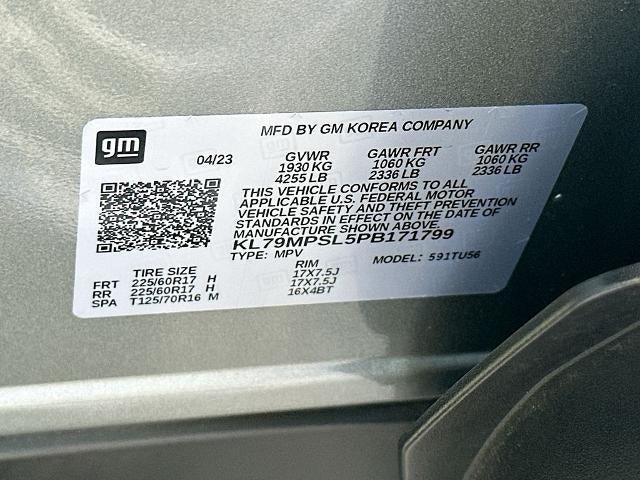 gm
MFD BY GM KOREA COMPANY
04/23 GVWR GAWR FRT GAWR RR
1930 KG 1060 KG 1060 KG
4255 LB 2336 LB 2336 LB
THIS VEHICLE CONFORMS TO ALL
APPLICABLE U.S. FEDERAL MOTOR
VEHICLE SAFETY AND THEFT PREVENTION
STANDARDS IN EFFECT ON THE DATE OF
MANUFACTURE SHOWN ABOVE.
KL79MPSL5PB171799
TYPE: MPV MODEL: 591TU56
TIRE SIZE RIM
FRT 225/60R17 H 17X7.5J
RR 225/60R17 H 17X7.5J
SPA T125/70R16 M 16X4BT